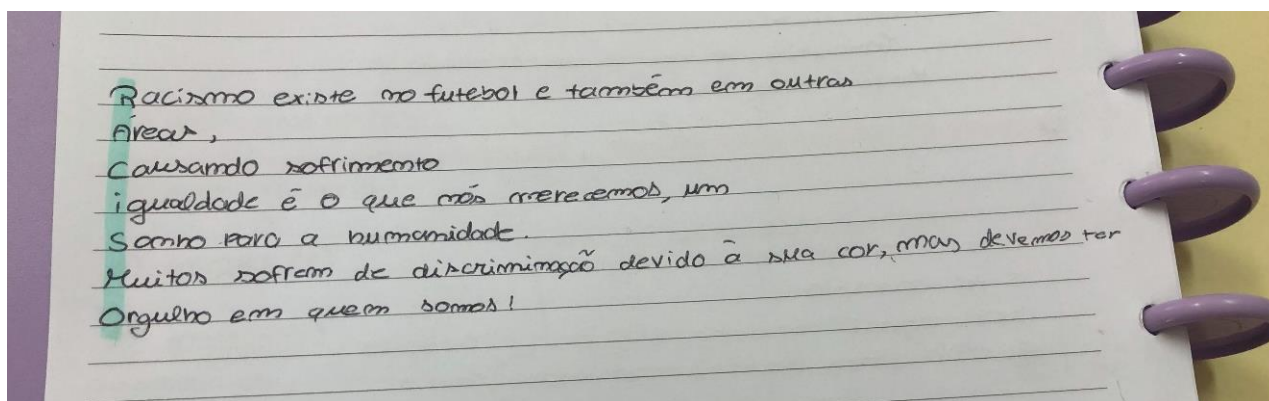 Racismo existe no futebol e também em outras
Áreas,
Causando sofrimento
igualdade é o que nós merecemos, um
Sonho para a humanidade.
Muitos sofrem de discriminação devido à sua cor, mas devemos ter
Orgulho em quem somos!